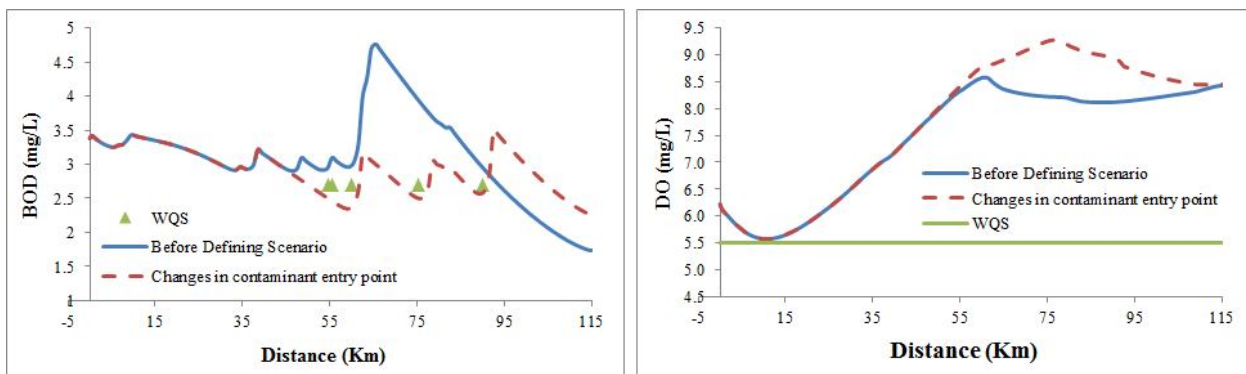 5
4.5
4
3.5
3
2.5
2
1.5
1
BOD (mg/L)
WQS
Before Defining Scenario
Changes in contaminant entry point
-5 15 35 55 75 95 115
Distance (Km)
9.5
9.0
8.5
8.0
7.5
7.0
6.5
6.0
5.5
5.0
4.5
DO (mg/L)
Before Defining Scenario
Changes in contaminant entry point
WQS
-5 15 35 55 75 95 115
Distance (Km)